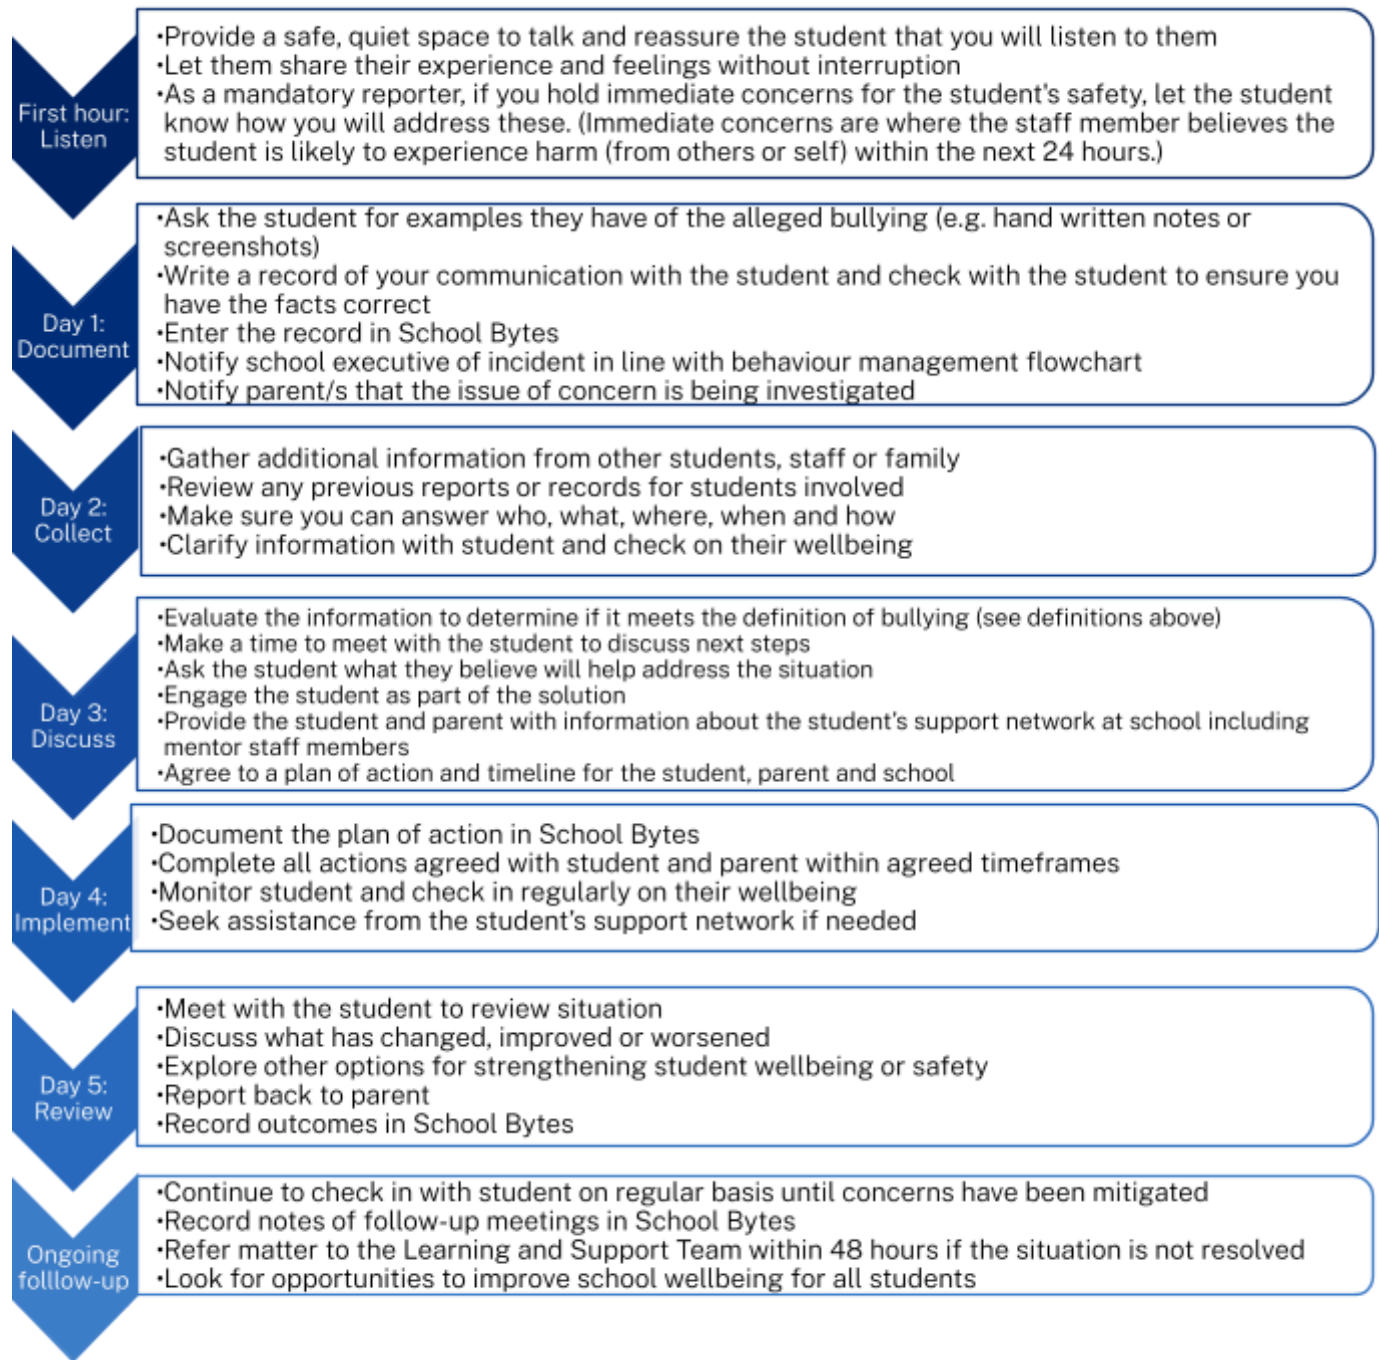 First hour:
Listen
•Provide a safe, quiet space to talk and reassure the student that you will listen to them
•Let them share their experience and feelings without interruption
•As a mandatory reporter, if you hold immediate concerns for the student's safety, let the student
know how you will address these. (Immediate concerns are where the staff member believes the
student is likely to experience harm (from others or self) within the next 24 hours.)
Day 1:
Document
•Ask the student for examples they have of the alleged bullying (e.g. hand written notes or
screenshots)
•Write a record of your communication with the student and check with the student to ensure you
have the facts correct
•Enter the record in School Bytes
•Notify school executive of incident in line with behaviour management flowchart
•Notify parent/s that the issue of concern is being investigated
Day 2:
Collect
•Gather additional information from other students, staff or family
•Review any previous reports or records for students involved
•Make sure you can answer who, what, where, when and how
•Clarify information with student and check on their wellbeing
Day 3:
Discuss
•Evaluate the information to determine if it meets the definition of bullying (see definitions above)
•Make a time to meet with the student to discuss next steps
•Ask the student what they believe will help address the situation
•Engage the student as part of the solution
•Provide the student and parent with information about the student's support network at school including
mentor staff members
•Agree to a plan of action and timeline for the student, parent and school
Day 4:
Implement
•Document the plan of action in School Bytes
•Complete all actions agreed with student and parent within agreed timeframes
•Monitor student and check in regularly on their wellbeing
•Seek assistance from the student's support network if needed
Day 5:
Review
•Meet with the student to review situation
•Discuss what has changed, improved or worsened
•Explore other options for strengthening student wellbeing or safety
•Report back to parent
•Record outcomes in School Bytes
Ongoing
folllow-up
•Continue to check in with student on regular basis until concerns have been mitigated
•Record notes of follow-up meetings in School Bytes
•Refer matter to the Learning and Support Team within 48 hours if the situation is not resolved
•Look for opportunities to improve school wellbeing for all students